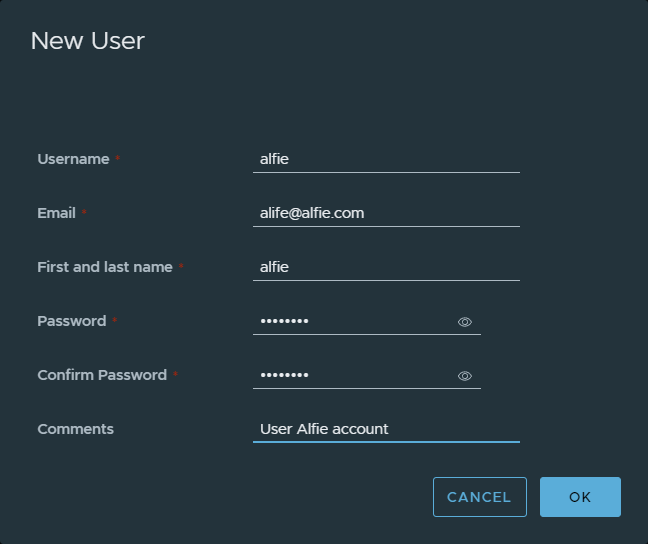 New User
Username * alfie
Email * alife@alfie.com
First and last name * alfie
Password * ••••••••
Confirm Password * ••••••••
Comments User Alfie account
CANCEL OK